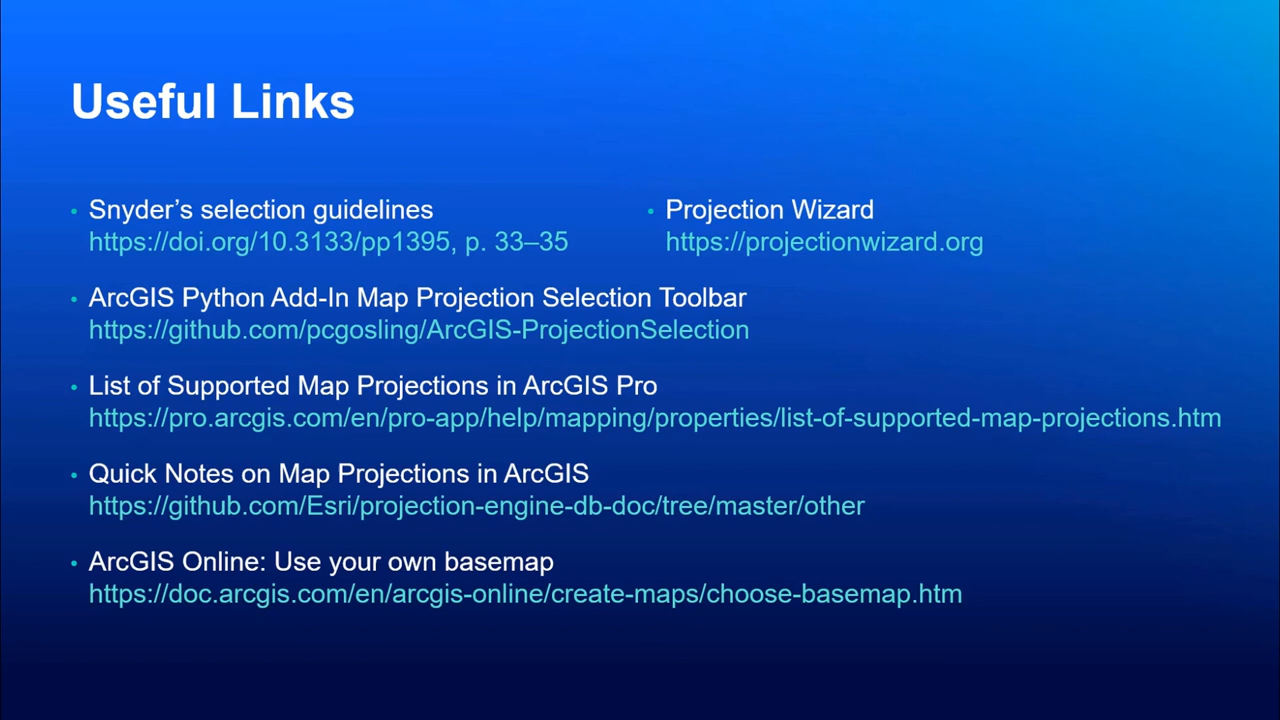 Useful Links
• Snyder’s selection guidelines
https://doi.org/10.3133/pp1395, p. 33–35
• Projection Wizard
https://projectionwizard.org
• ArcGIS Python Add-In Map Projection Selection Toolbar
https://github.com/pcgosling/ArcGIS-ProjectionSelection
• List of Supported Map Projections in ArcGIS Pro
https://pro.arcgis.com/en/pro-app/help/mapping/properties/list-of-supported-map-projections.htm
• Quick Notes on Map Projections in ArcGIS
https://github.com/Esri/projection-engine-db-doc/tree/master/other
• ArcGIS Online: Use your own basemap
https://doc.arcgis.com/en/arcgis-online/create-maps/choose-basemap.htm